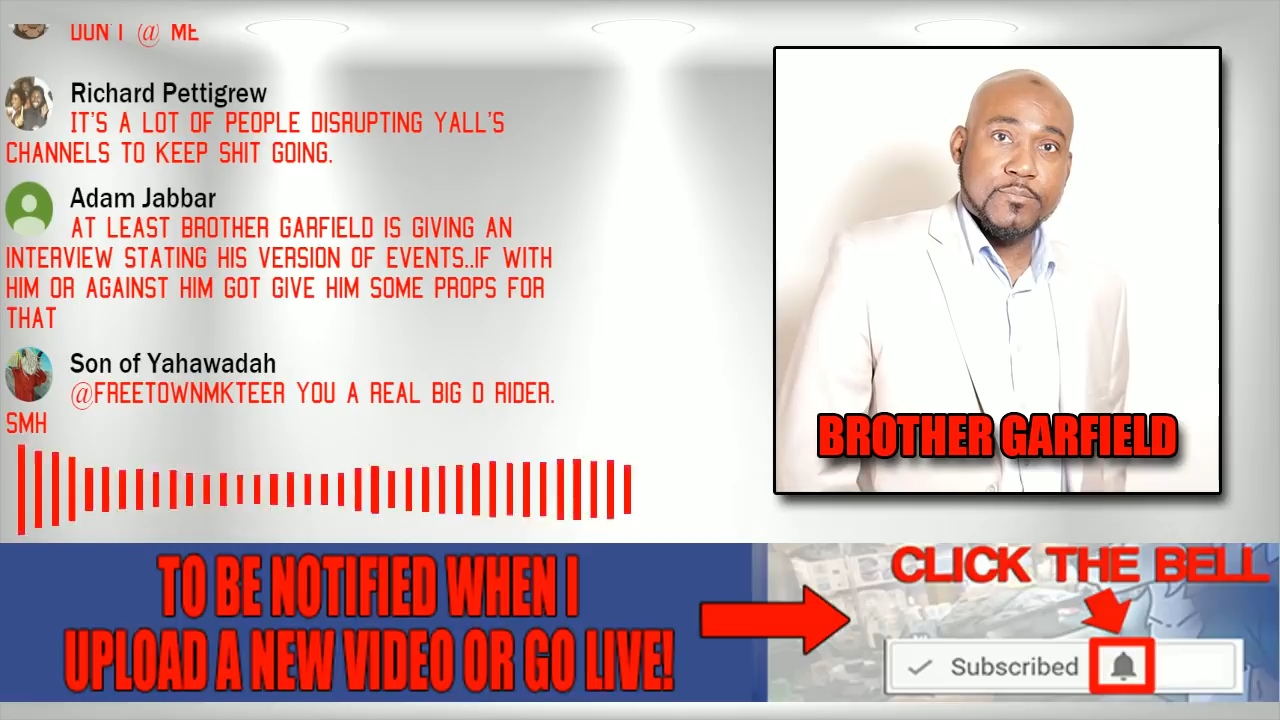 DON'T @ ME
Richard Pettigrew
IT'S A LOT OF PEOPLE DISRUPTING YALL'S
CHANNELS TO KEEP SHIT GOING.
Adam Jabbar
AT LEAST BROTHER GARFIELD IS GIVING AN
INTERVIEW STATING HIS VERSION OF EVENTS..IF WITH
HIM OR AGAINST HIM GOT GIVE HIM SOME PROPS FOR
THAT
Son of Yahawadah
@FREETOWNMKTEER YOU A REAL BIG D RIDER.
SMH
BROTHER GARFIELD
TO BE NOTIFIED WHEN I
UPLOAD A NEW VIDEO OR GO LIVE!
CLICK THE BELL
Subscribed